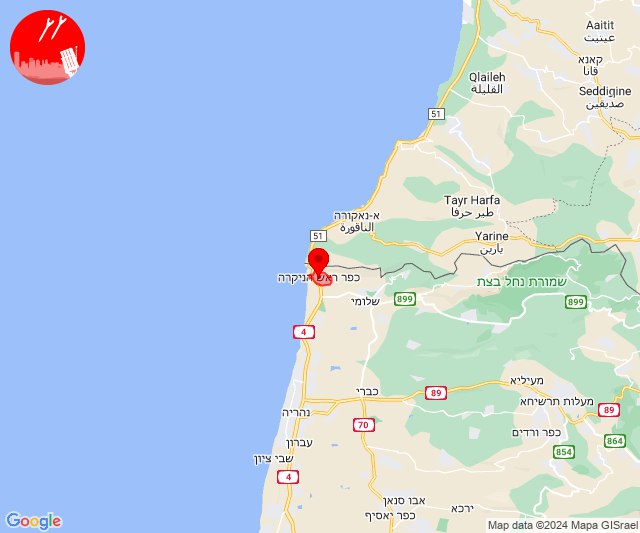 Aaitit
عيتيت
קאנא
قانا
Qlaileh
القليلة
Seddiqine
صديقين
51
Tayr Harfa
طير حرفا
א-נאקורה
الناقورة
Yarine
يارين
51
כפר ראש הניקרה
שמורת נחל בצת
שלומי
899
899
4
מעיליא
כברי
89
מעלות תרשיחא
89
נהריה
70
כפר ורדים
עברון
864
854
שבי ציון
4
אבו סנאן
ירכא
כפר יאסיף
Google
Map data ©2024 Mapa GISrael